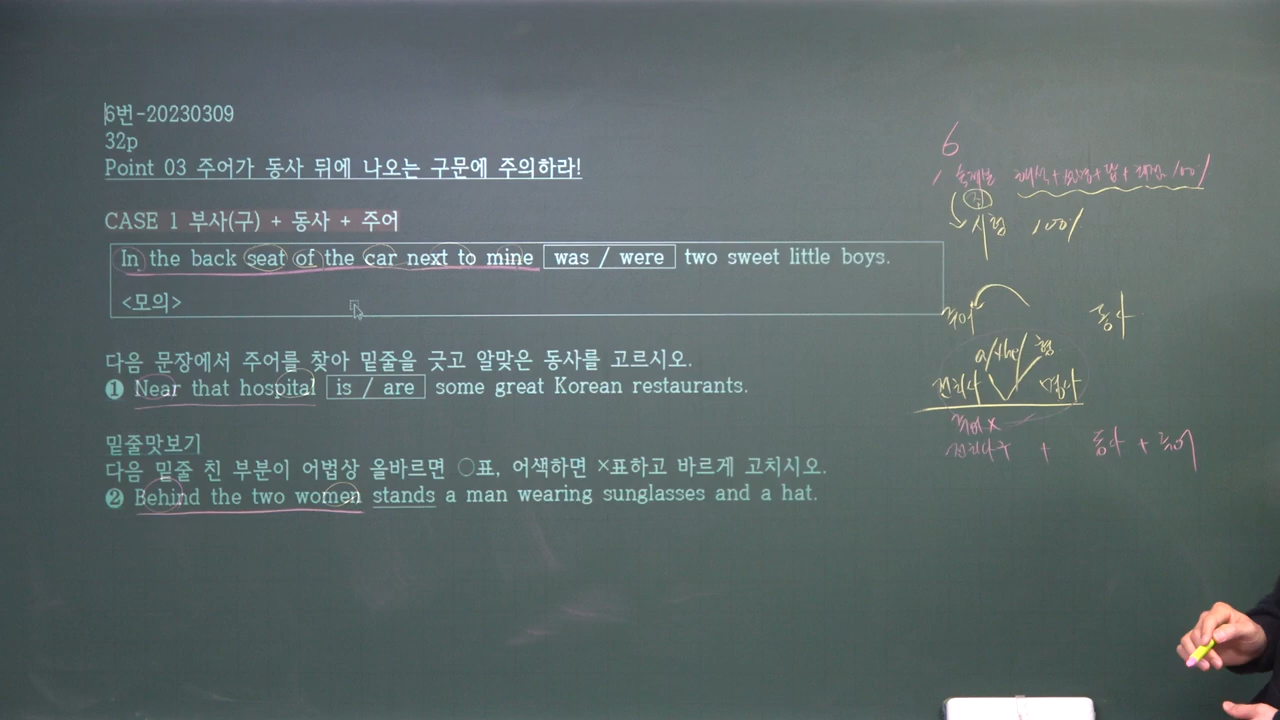 6번-20230309
32p
Point 03 주어가 동사 뒤에 나오는 구문에 주의하라!
CASE 1 부사(구) + 동사 + 주어
In the back seat of the car next to mine was / were two sweet little boys.
<모의>
다음 문장에서 주어를 찾아 밑줄을 긋고 알맞은 동사를 고르시오.
❶ Near that hospital is / are some great Korean restaurants.
밑줄맛보기
다음 밑줄 친 부분이 어법상 올바르면 ○표, 어색하면 ×표하고 바르게 고치시오.
❷ Behind the two women stands a man wearing sunglasses and a hat.
6
100%
시험 100%
주어 동사
a/the/ 형
전치사 명사
주어 x
전치사구 + 동사 + 주어